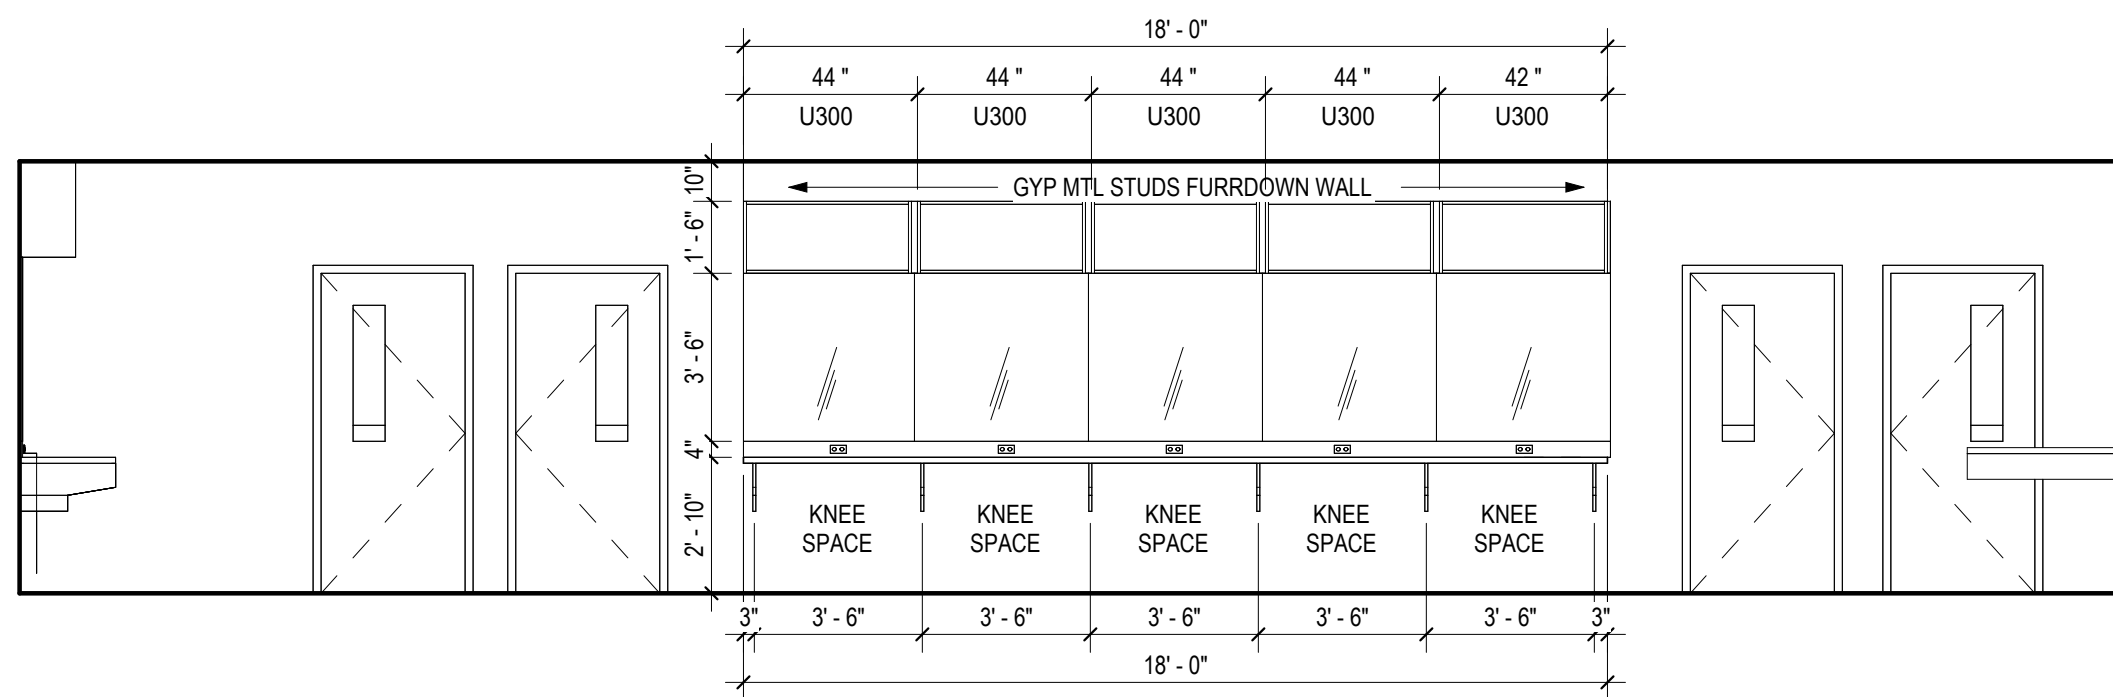 18' - 0"
44 " 44 " 44 " 44 " 42 "
U300 U300 U300 U300 U300
10"
GYP MTL STUDS FURRDOWN WALL
1' - 6"
3' - 6"
4"
2' - 10"
KNEE KNEE KNEE KNEE KNEE
SPACE SPACE SPACE SPACE SPACE
3" 3' - 6" 3' - 6" 3' - 6" 3' - 6" 3' - 6" 3"
18' - 0"